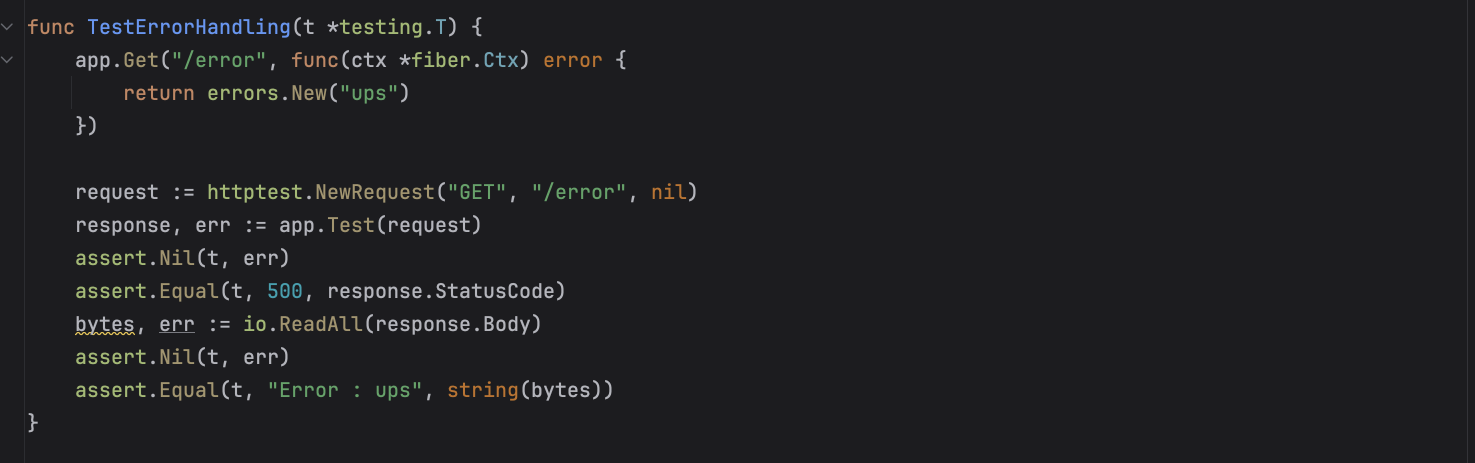 func TestErrorHandling(t *testing.T) {
    app.Get("/error", func(ctx *fiber.Ctx) error {
        return errors.New("ups")
    })

    request := httptest.NewRequest("GET", "/error", nil)
    response, err := app.Test(request)
    assert.Nil(t, err)
    assert.Equal(t, 500, response.StatusCode)
    bytes, err := io.ReadAll(response.Body)
    assert.Nil(t, err)
    assert.Equal(t, "Error : ups", string(bytes))
}